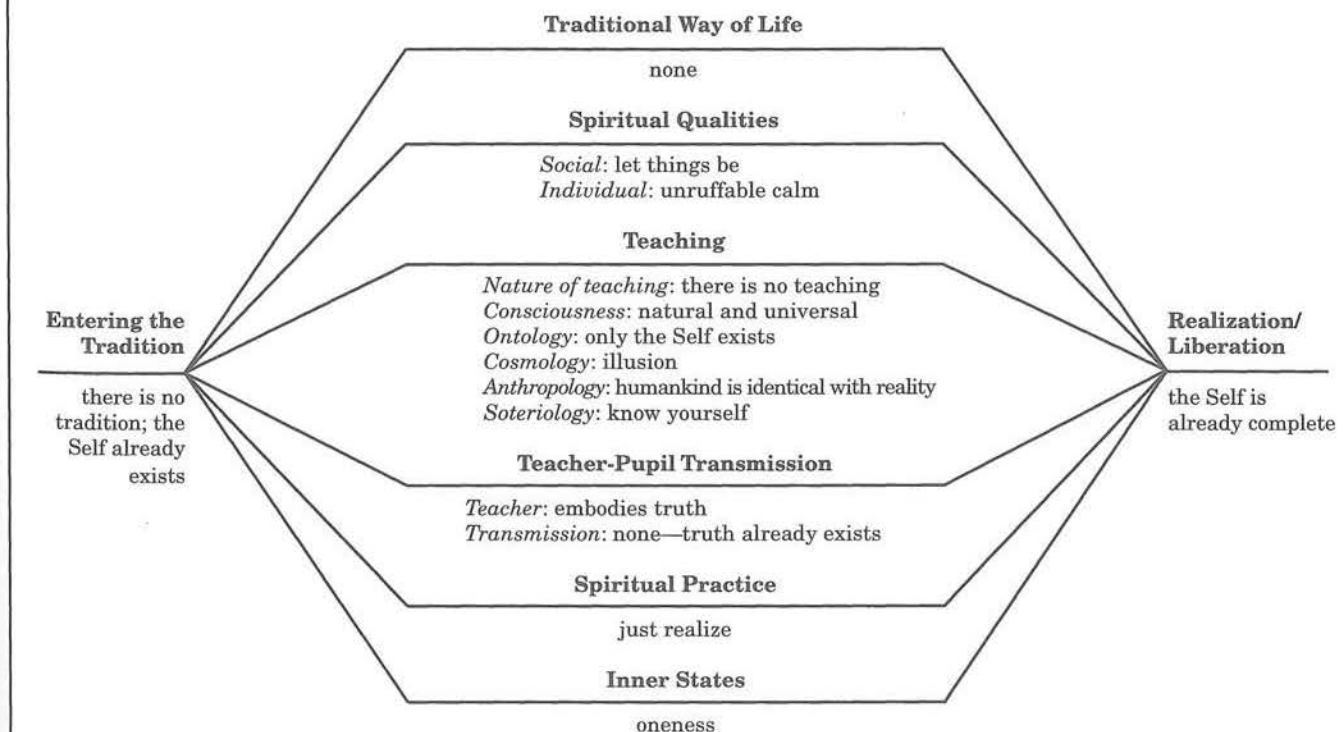 Traditional Way of Life
none
Spiritual Qualities
Social: let things be
Individual: unruffable calm
Teaching
Nature of teaching: there is no teaching
Consciousness: natural and universal
Ontology: only the Self exists
Cosmology: illusion
Anthropology: humankind is identical with reality
Soteriology: know yourself
Entering the
Tradition
there is no
tradition; the
Self already
exists
Realization/
Liberation
the Self is
already complete
Teacher-Pupil Transmission
Teacher: embodies truth
Transmission: none—truth already exists
Spiritual Practice
just realize
Inner States
oneness